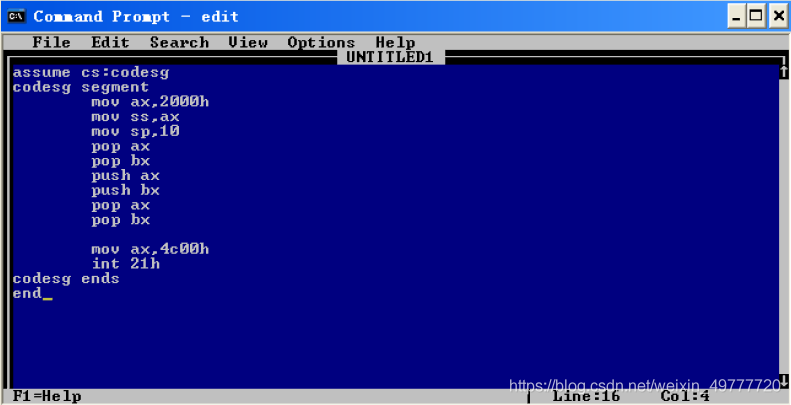 Command Prompt - edit
File Edit Search View Options Help
UNTITLED1
assume cs:codesg
codesg segment
mov ax,2000h
mov ss,ax
mov sp,10
pop ax
pop bx
push ax
push bx
pop ax
pop bx
mov ax,4c00h
int 21h
codesg ends
end_
https://blog.csdn.net/weixin_49777720
F1=Help Line:16 Col:4